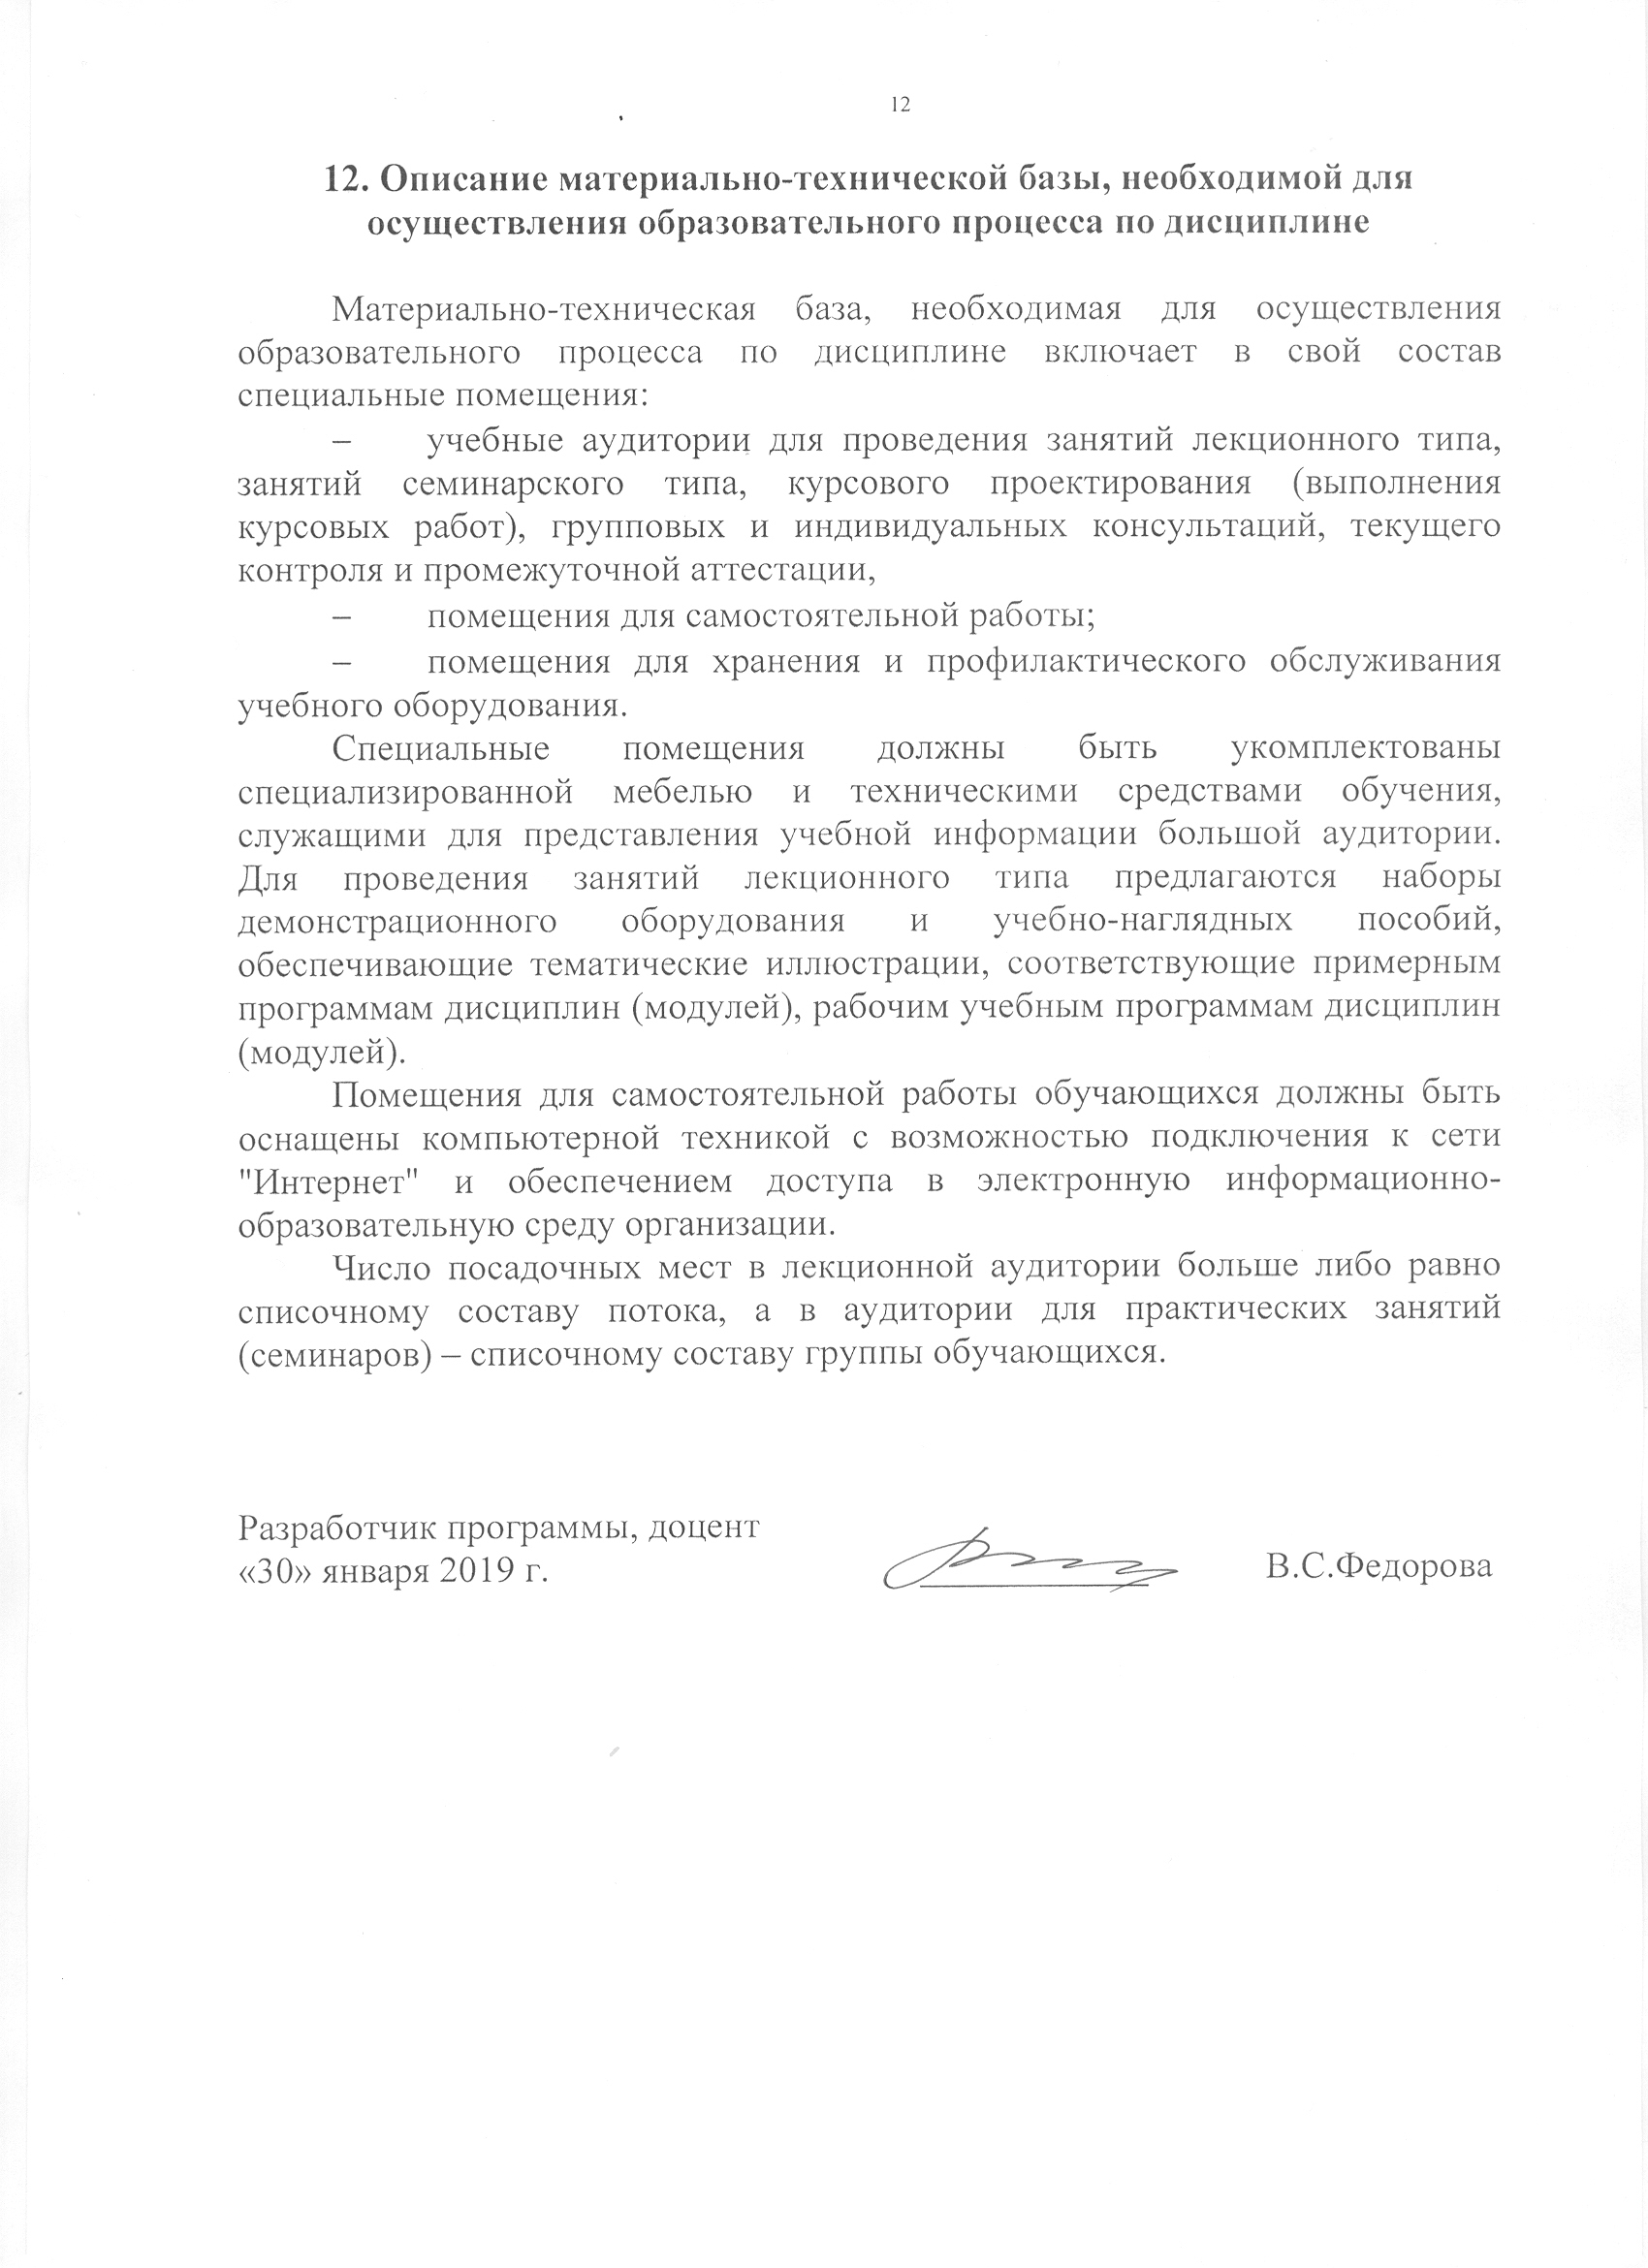 12
12. Описание материально-технической базы, необходимой для
осуществления образовательного процесса по дисциплине
Материально-техническая база, необходимая для осуществления
образовательного процесса по дисциплине включает в свой состав
специальные помещения:
– учебные аудитории для проведения занятий лекционного типа,
занятий семинарского типа, курсового проектирования (выполнения
курсовых работ), групповых и индивидуальных консультаций, текущего
контроля и промежуточной аттестации,
– помещения для самостоятельной работы;
– помещения для хранения и профилактического обслуживания
учебного оборудования.
Специальные помещения должны быть укомплектованы
специализированной мебелью и техническими средствами обучения,
служащими для представления учебной информации большой аудитории.
Для проведения занятий лекционного типа предлагаются наборы
демонстрационного оборудования и учебно-наглядных пособий,
обеспечивающие тематические иллюстрации, соответствующие примерным
программам дисциплин (модулей), рабочим учебным программам дисциплин
(модулей).
Помещения для самостоятельной работы обучающихся должны быть
оснащены компьютерной техникой с возможностью подключения к сети
"Интернет" и обеспечением доступа в электронную информационно-
образовательную среду организации.
Число посадочных мест в лекционной аудитории больше либо равно
списочному составу потока, а в аудитории для практических занятий
(семинаров) – списочному составу группы обучающихся.
Разработчик программы, доцент
«30» января 2019 г. В.С.Федорова